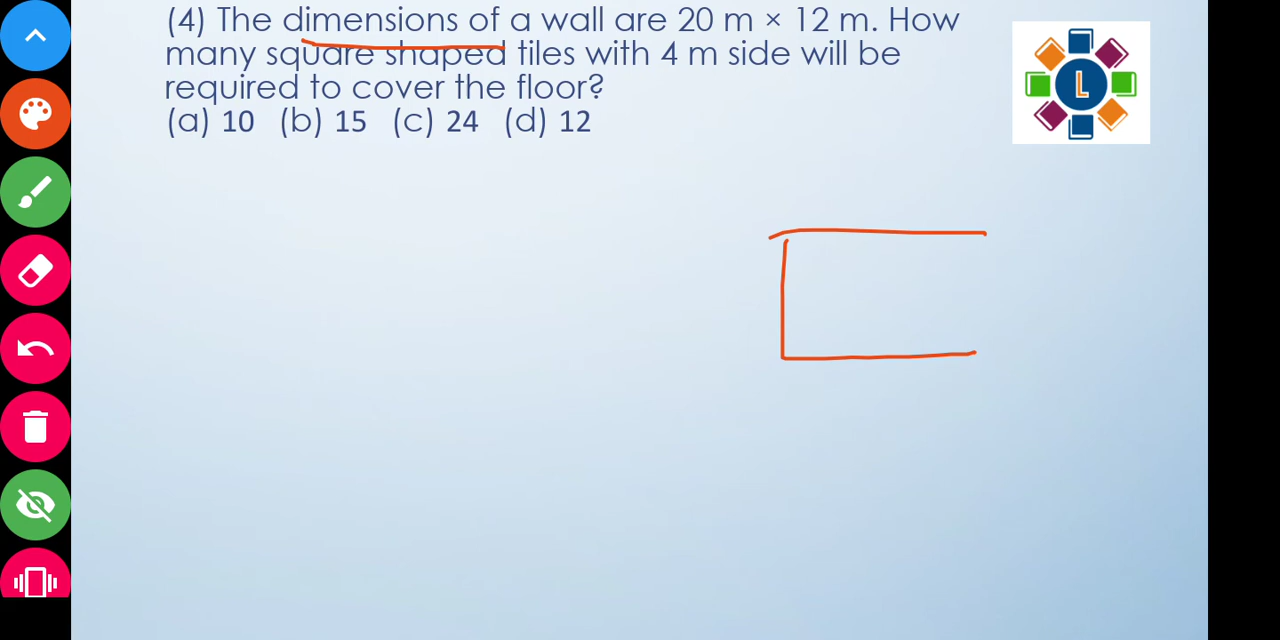 (4) The dimensions of a wall are 20 m × 12 m. How
many square shaped tiles with 4 m side will be
required to cover the floor?
(a) 10 (b) 15 (c) 24 (d) 12
L